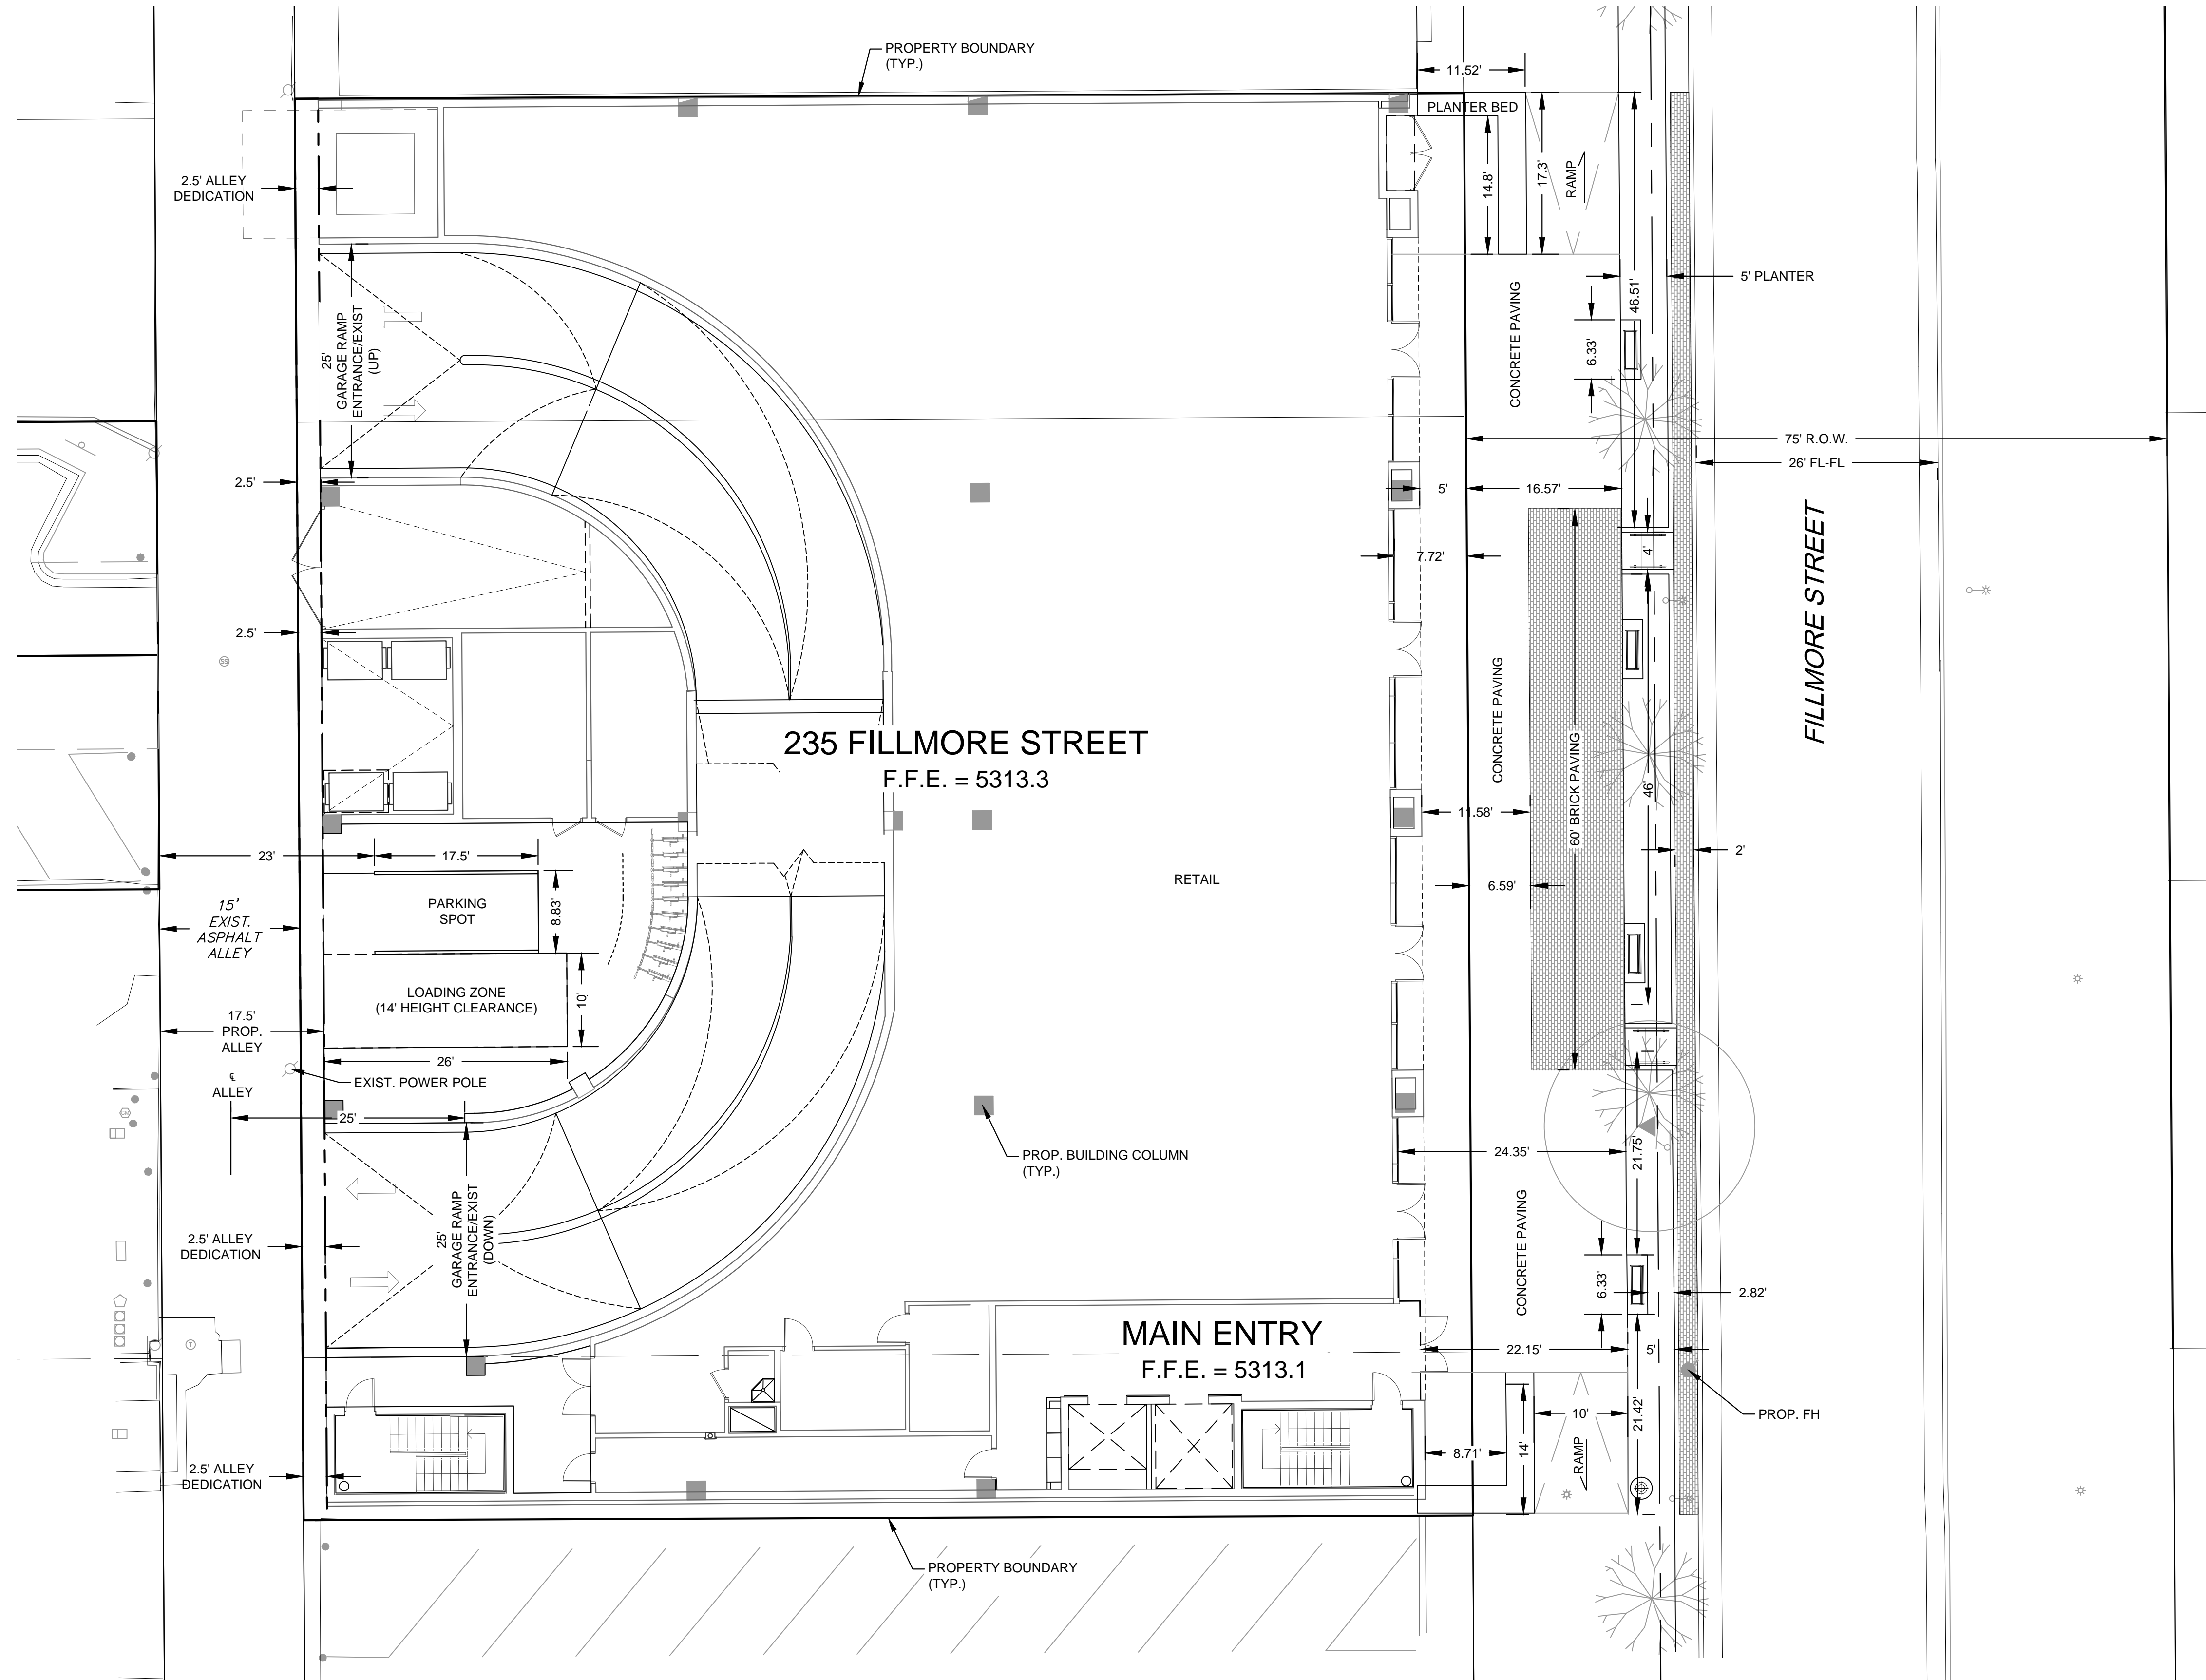 PROPERTY BOUNDARY
(TYP.)
11.52'
PLANTER BED
2.5' ALLEY
DEDICATION
14.8'
17.3'
RAMP
46.51'
5' PLANTER
25'
GARAGE RAMP
ENTRANCE/EXIST
(UP)
CONCRETE PAVING
6.33'
75' R.O.W.
26' FL-FL
2.5'
5'
16.57'
FILLMORE STREET
7.72'
4'
2.5'
SS
235 FILLMORE STREET
F.F.E. = 5313.3
CONCRETE PAVING
60' BRICK PAVING
46'
11.58'
2'
23'
17.5'
RETAIL
6.59'
PARKING
SPOT
8.83'
15'
EXIST.
ASPHALT
ALLEY
LOADING ZONE
(14' HEIGHT CLEARANCE)
10'
17.5'
PROP.
ALLEY
26'
℄
ALLEY
EXIST. POWER POLE
25'
PROP. BUILDING COLUMN
(TYP.)
24.35'
21.75'
25'
GARAGE RAMP
ENTRANCE/EXIST
(DOWN)
2.5' ALLEY
DEDICATION
CONCRETE PAVING
6.33'
2.82'
MAIN ENTRY
F.F.E. = 5313.1
T
22.15'
5'
10'
21.42'
PROP. FH
8.71'
14'
RAMP
2.5' ALLEY
DEDICATION
PROPERTY BOUNDARY
(TYP.)